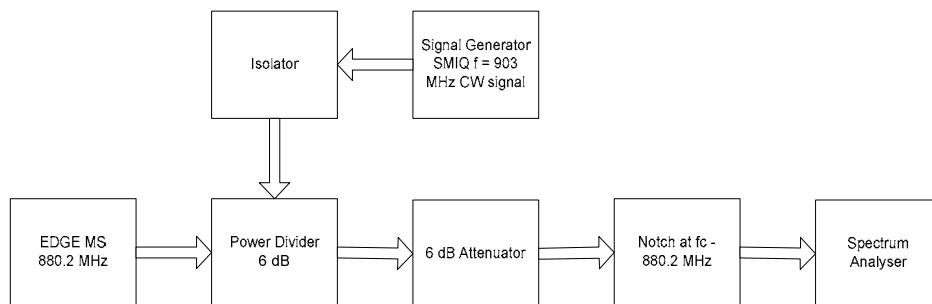 Isolator
Signal Generator
SMIQ f = 903
MHz CW signal
EDGE MS
880.2 MHz
Power Divider
6 dB
6 dB Attenuator
Notch at fc -
880.2 MHz
Spectrum
Analyser